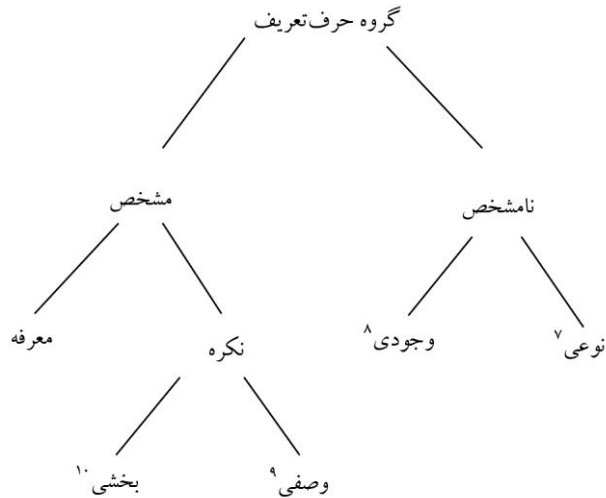 گروه حرف‌تعریف
نامشخص
مشخص
نوعی۷
وجودی۸
نکره
معرفه
وصفی۹
بخشی۱۰